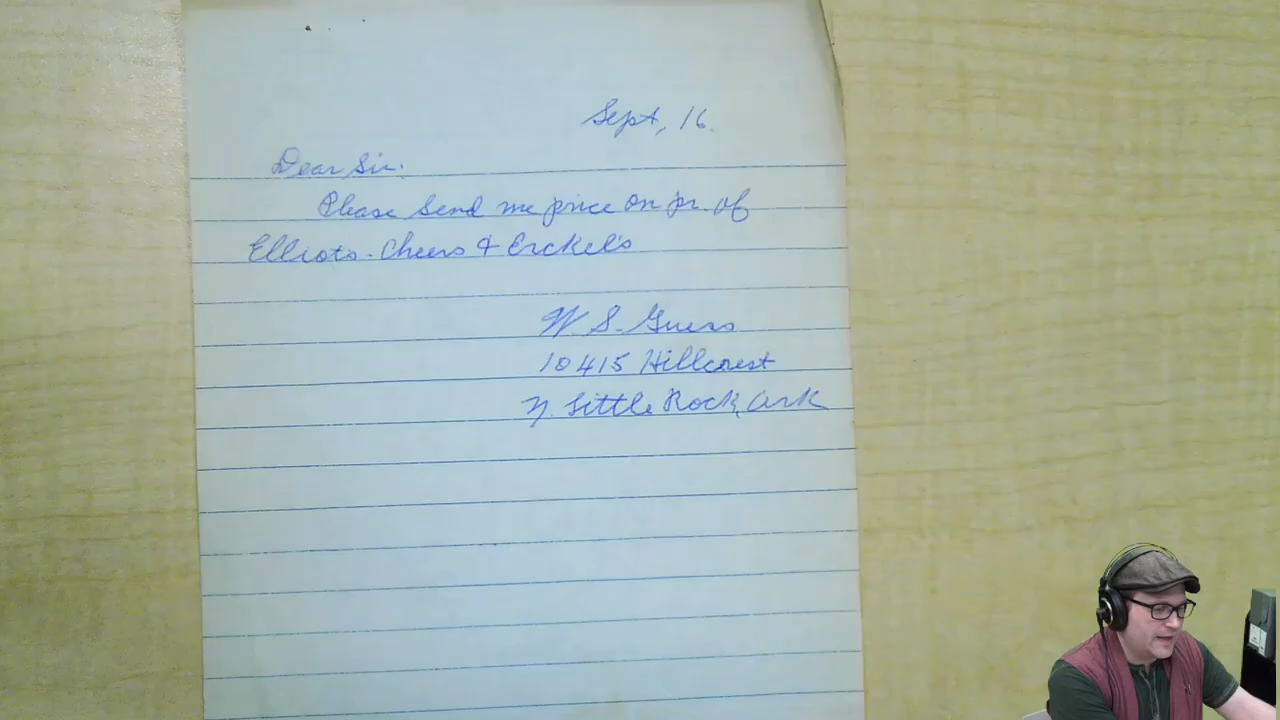 Sept, 16.
Dear Sir:
Please Send me price on pr. of
Elliots - Cheers & Erckel's
W S. Guess
10415 Hillcrest
N. Little Rock, Ark